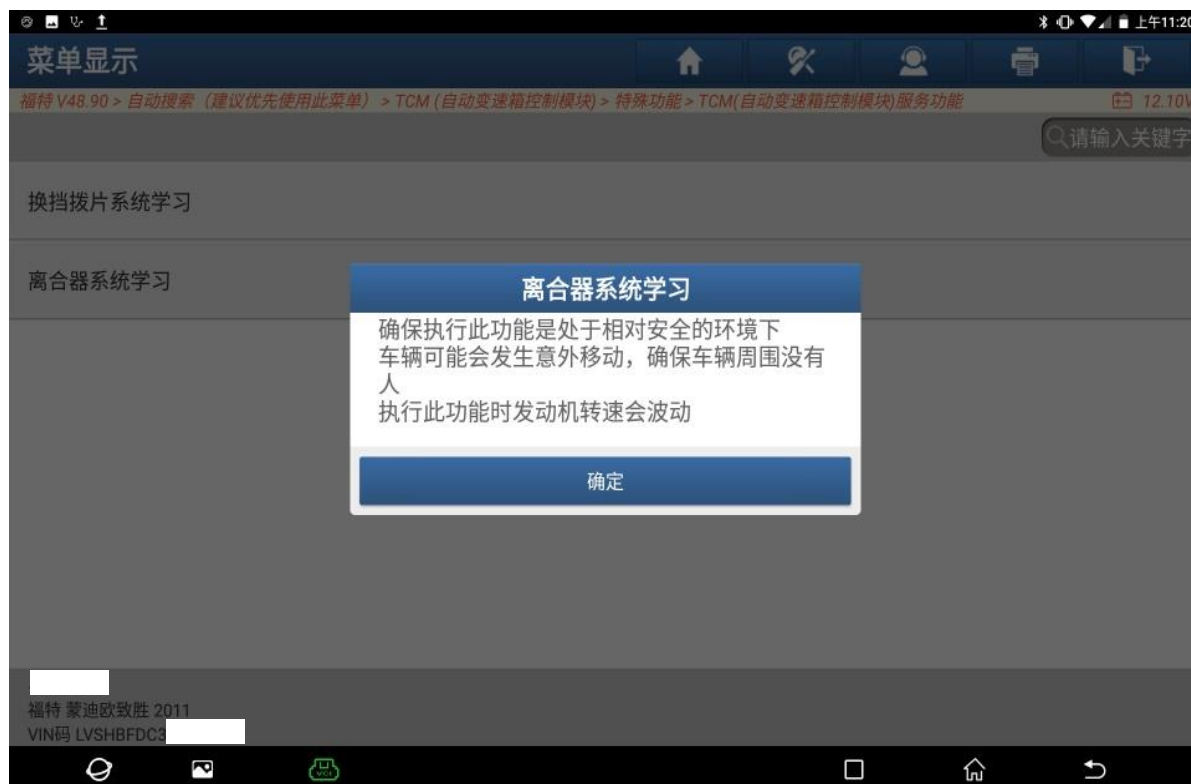 上午11:20
菜单显示
福特 V48.90 > 自动搜索（建议优先使用此菜单）> TCM (自动变速箱控制模块) > 特殊功能 > TCM(自动变速箱控制模块)服务功能
12.10V
请输入关键字
换挡拨片系统学习
离合器系统学习
离合器系统学习
确保执行此功能是处于相对安全的环境下
车辆可能会发生意外移动，确保车辆周围没有
人
执行此功能时发动机转速会波动
确定
福特 蒙迪欧致胜 2011
VIN码 LVSHBFDC3
VCI